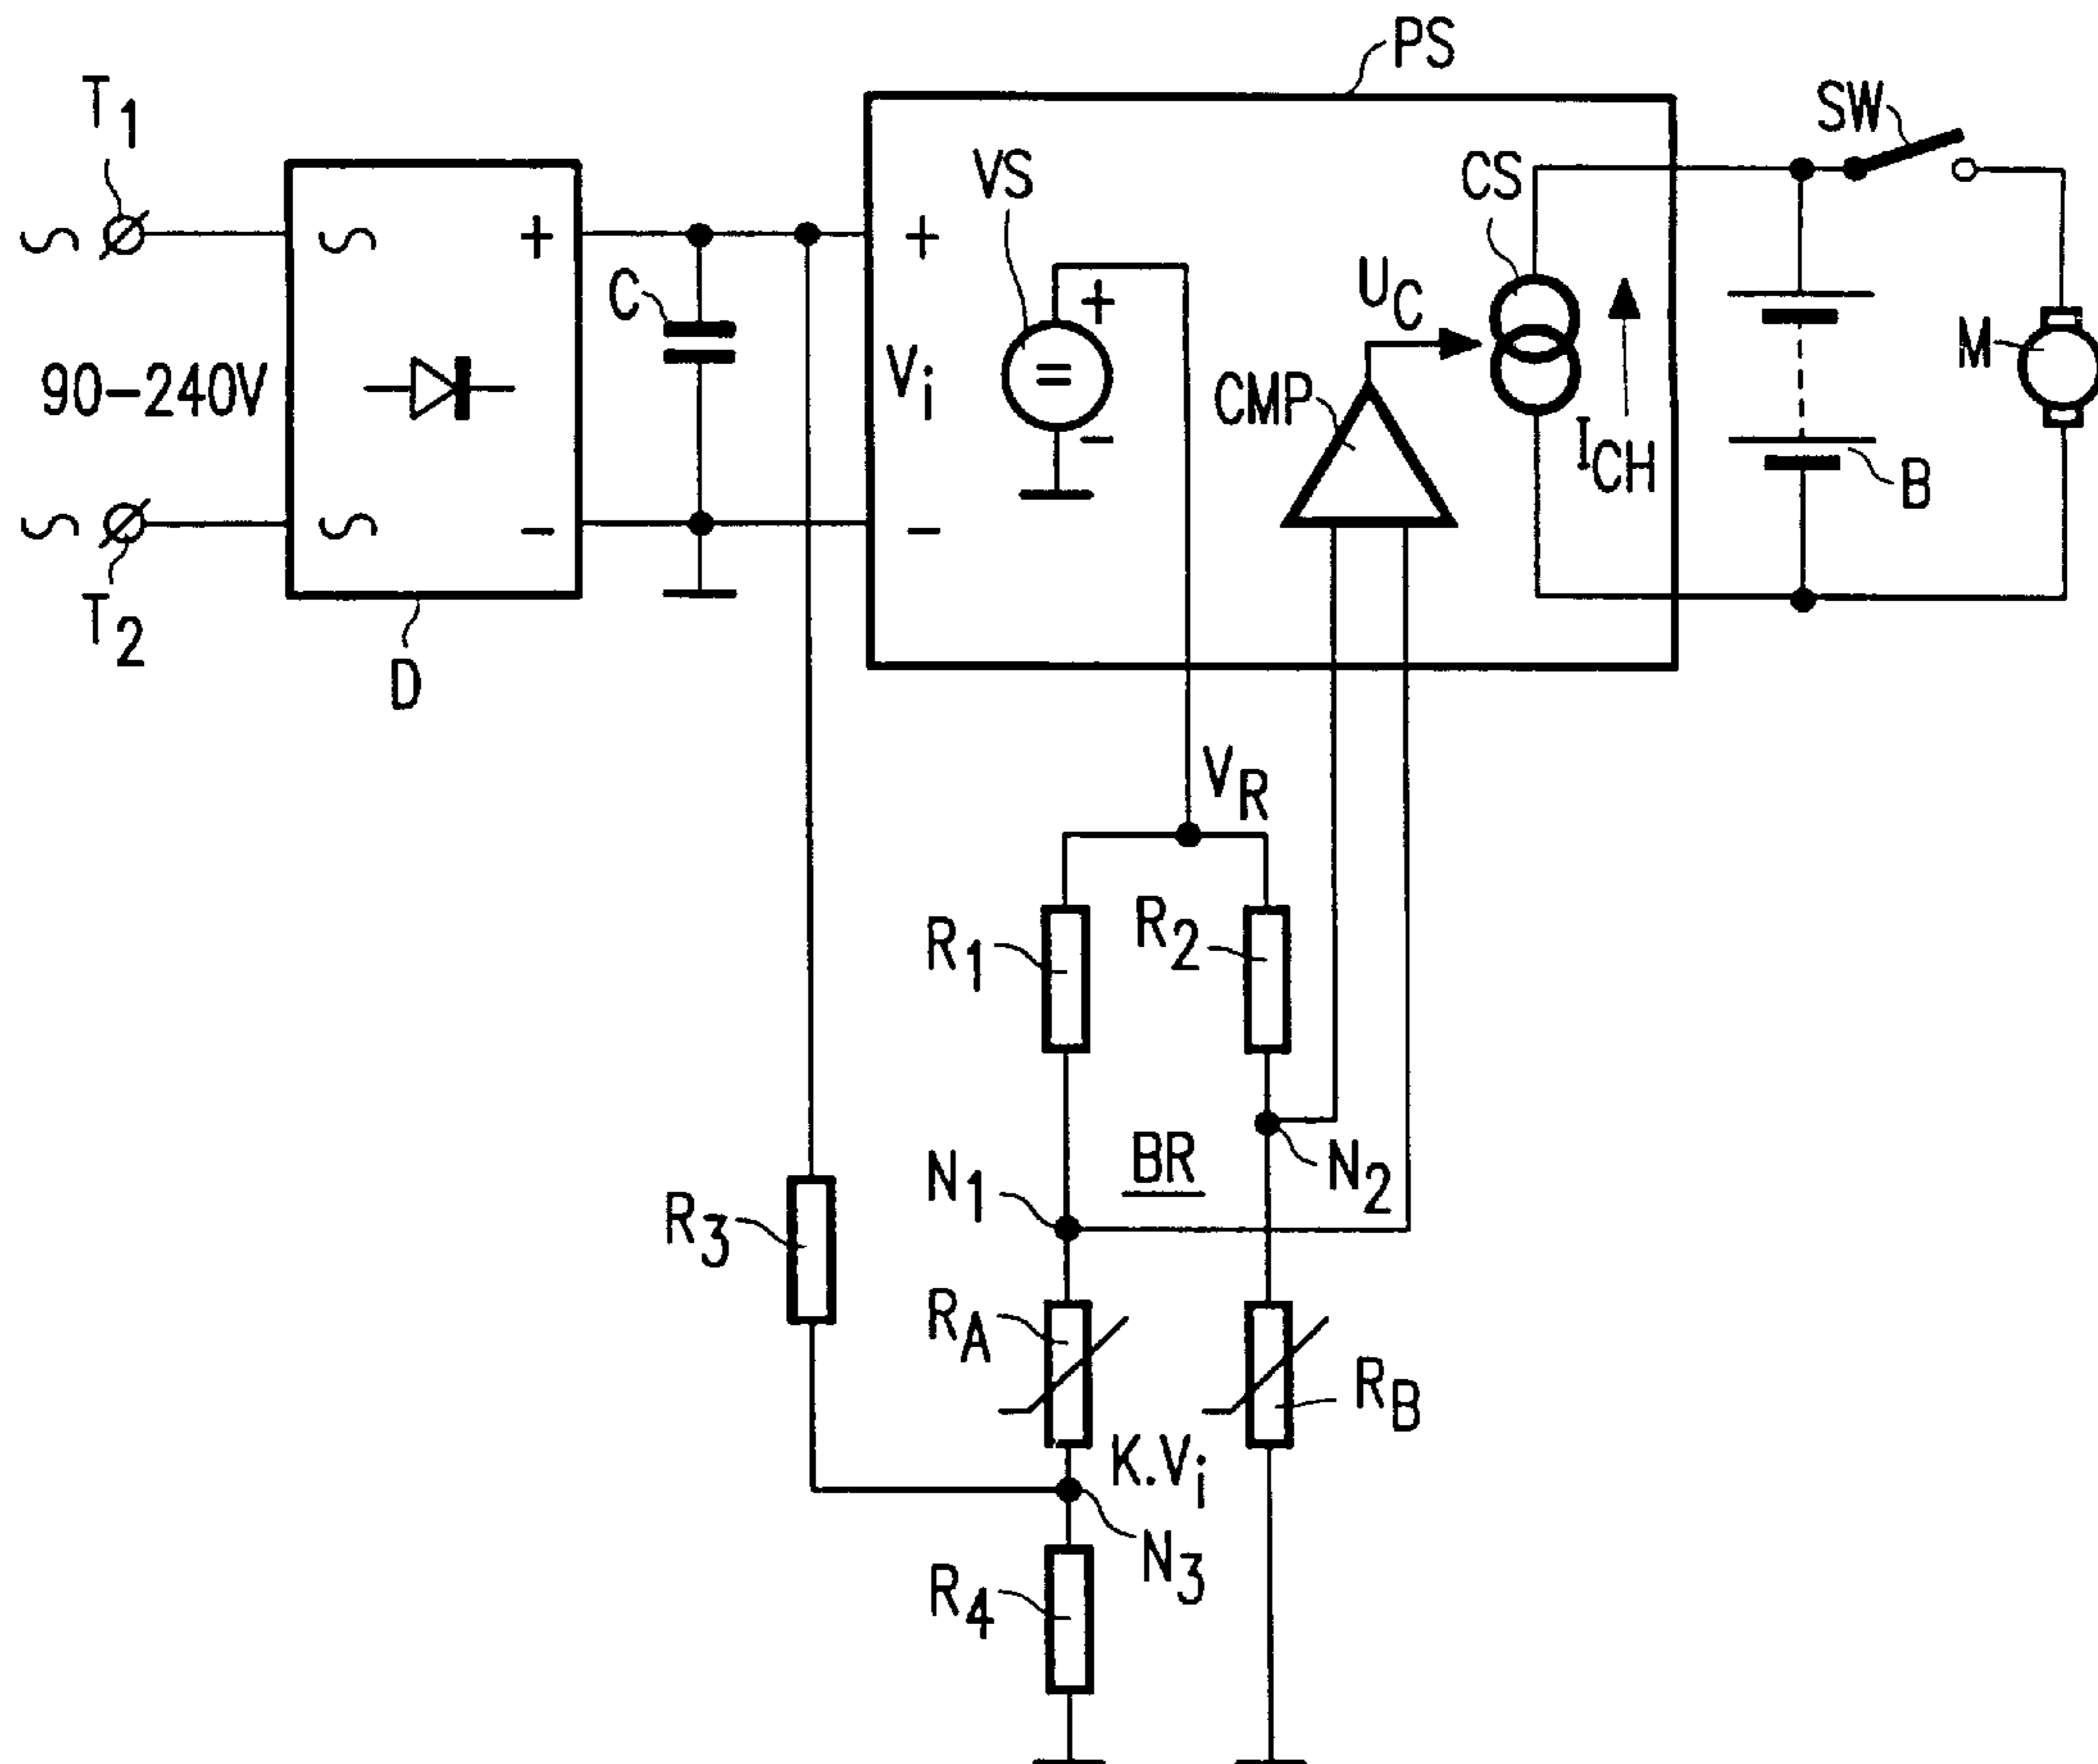 PS
T1
SW
VS
CS
∽
∽
+
+
+
C
UC
Vi
=
90-240V
CMP
M
ICH
−
B
∽
∽
−
−
T2
D
VR
R1
R2
BR
N1
N2
R3
RA
RB
K.Vi
N3
R4